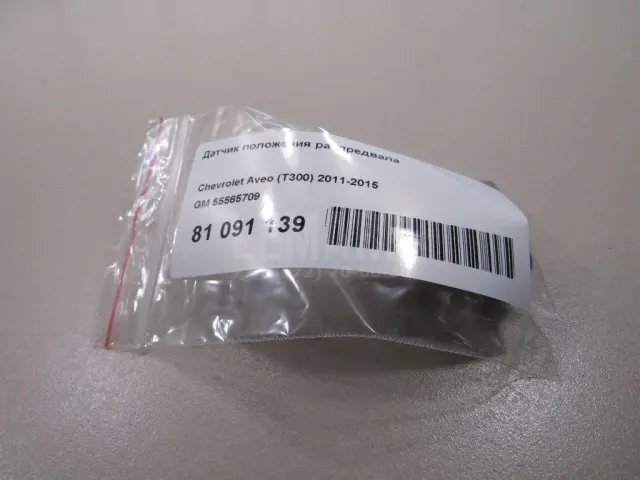 Датчик положения распредвала
Chevrolet Aveo (T300) 2011-2015
GM 55565709
81 091 139